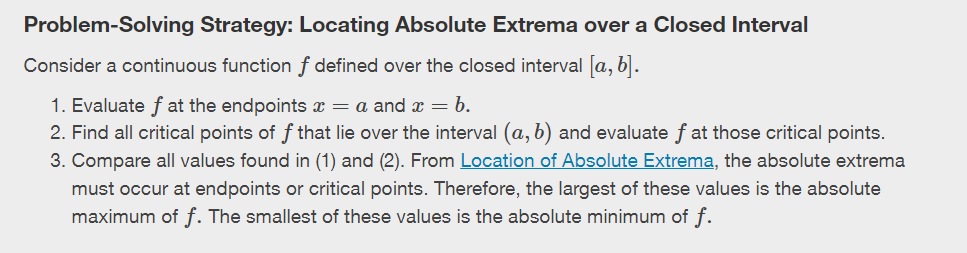 Problem-Solving Strategy: Locating Absolute Extrema over a Closed Interval
Consider a continuous function f defined over the closed interval [a, b].
1. Evaluate f at the endpoints x = a and x = b.
2. Find all critical points of f that lie over the interval (a, b) and evaluate f at those critical points.
3. Compare all values found in (1) and (2). From Location of Absolute Extrema, the absolute extrema
must occur at endpoints or critical points. Therefore, the largest of these values is the absolute
maximum of f. The smallest of these values is the absolute minimum of f.